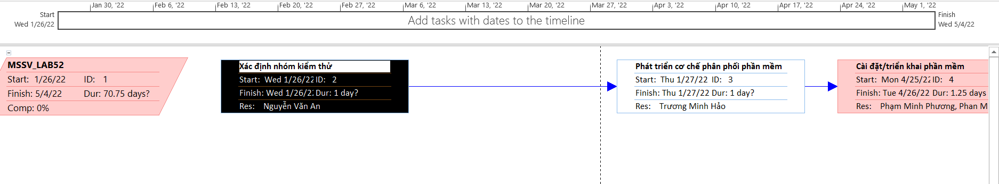 Jan 30, '22 Feb 6, '22 Feb 13, '22 Feb 20, '22 Feb 27, '22 Mar 6, '22 Mar 13, '22 Mar 20, '22 Mar 27, '22 Apr 3, '22 Apr 10, '22 Apr 17, '22 Apr 24, '22 May 1, '22
Start
Wed 1/26/22
Add tasks with dates to the timeline
Finish
Wed 5/4/22
MSSV_LAB52
Start: 1/26/22 ID: 1
Finish: 5/4/22 Dur: 70.75 days?
Comp: 0%
Xác định nhóm kiểm thử
Start: Wed 1/26/22 ID: 2
Finish: Wed 1/26/2 Dur: 1 day?
Res: Nguyễn Văn An
Phát triển cơ chế phân phối phần mềm
Start: Thu 1/27/22 ID: 3
Finish: Thu 1/27/22 Dur: 1 day?
Res: Trương Minh Hảo
Cài đặt/triển khai phần mềm
Start: Mon 4/25/22 ID: 4
Finish: Tue 4/26/22 Dur: 1.25 days
Res: Phạm Minh Phương, Phan M